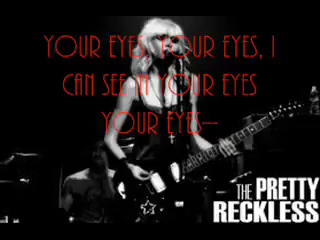 YOUR EYES, YOUR EYES, I
CAN SEE IN YOUR EYES
YOUR EYES—
THE PRETTY
RECKLESS